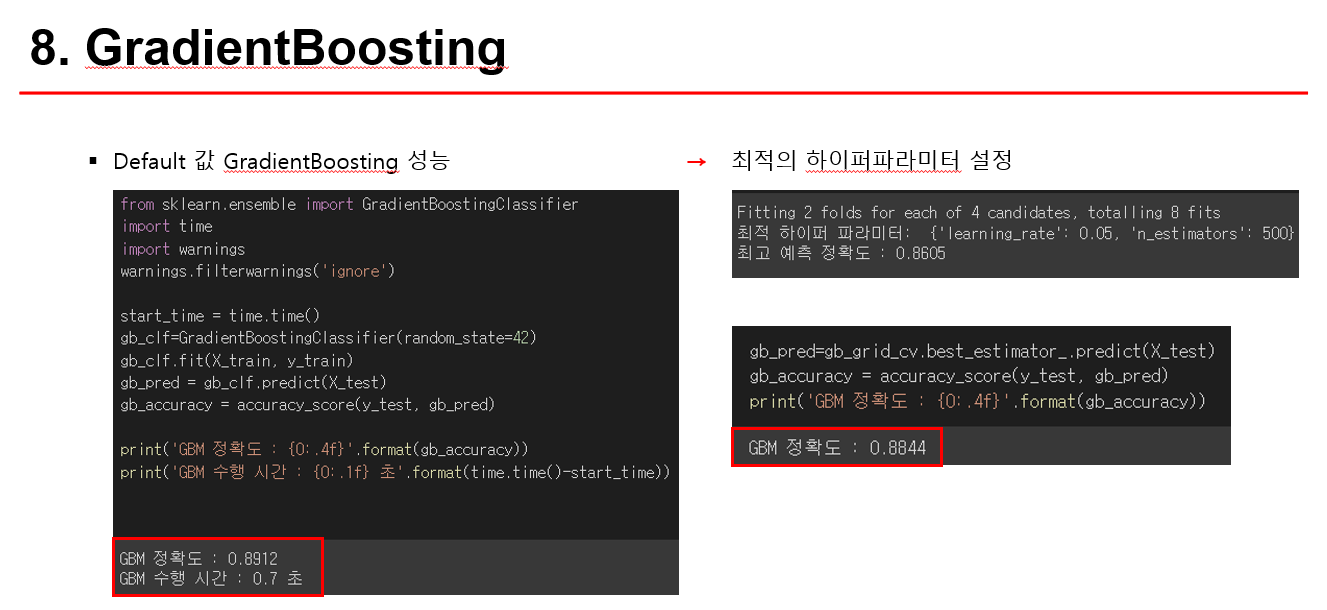 8. GradientBoosting
▪ Default 값 GradientBoosting 성능
from sklearn.ensemble import GradientBoostingClassifier
import time
import warnings
warnings.filterwarnings('ignore')
start_time = time.time()
gb_clf=GradientBoostingClassifier(random_state=42)
gb_clf.fit(X_train, y_train)
gb_pred = gb_clf.predict(X_test)
gb_accuracy = accuracy_score(y_test, gb_pred)
print('GBM 정확도 : {0:.4f}'.format(gb_accuracy))
print('GBM 수행 시간 : {0:.1f} 초'.format(time.time()-start_time))
GBM 정확도 : 0.8912
GBM 수행 시간 : 0.7 초
→ 최적의 하이퍼파라미터 설정
Fitting 2 folds for each of 4 candidates, totalling 8 fits
최적 하이퍼 파라미터: {'learning_rate': 0.05, 'n_estimators': 500}
최고 예측 정확도 : 0.8605
gb_pred=gb_grid_cv.best_estimator_.predict(X_test)
gb_accuracy = accuracy_score(y_test, gb_pred)
print('GBM 정확도 : {0:.4f}'.format(gb_accuracy))
GBM 정확도 : 0.8844